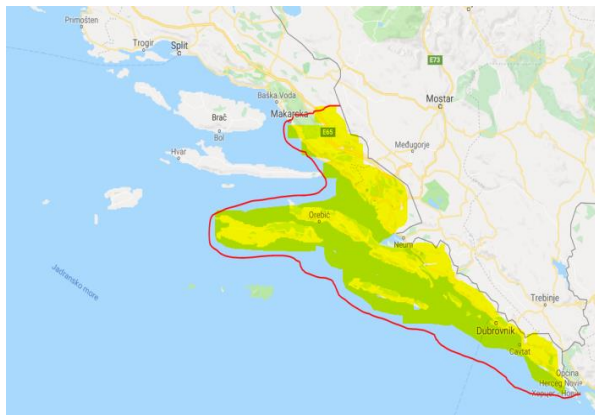 Primošten
Trogir
Split
E73
Mostar
Baška Voda
Makarska
Brač
Bol
E65
Međugorje
Hvar
Orebić
Neum
Jadransko more
Trebinje
Dubrovnik
Cavtat
Općina
Herceg Novi